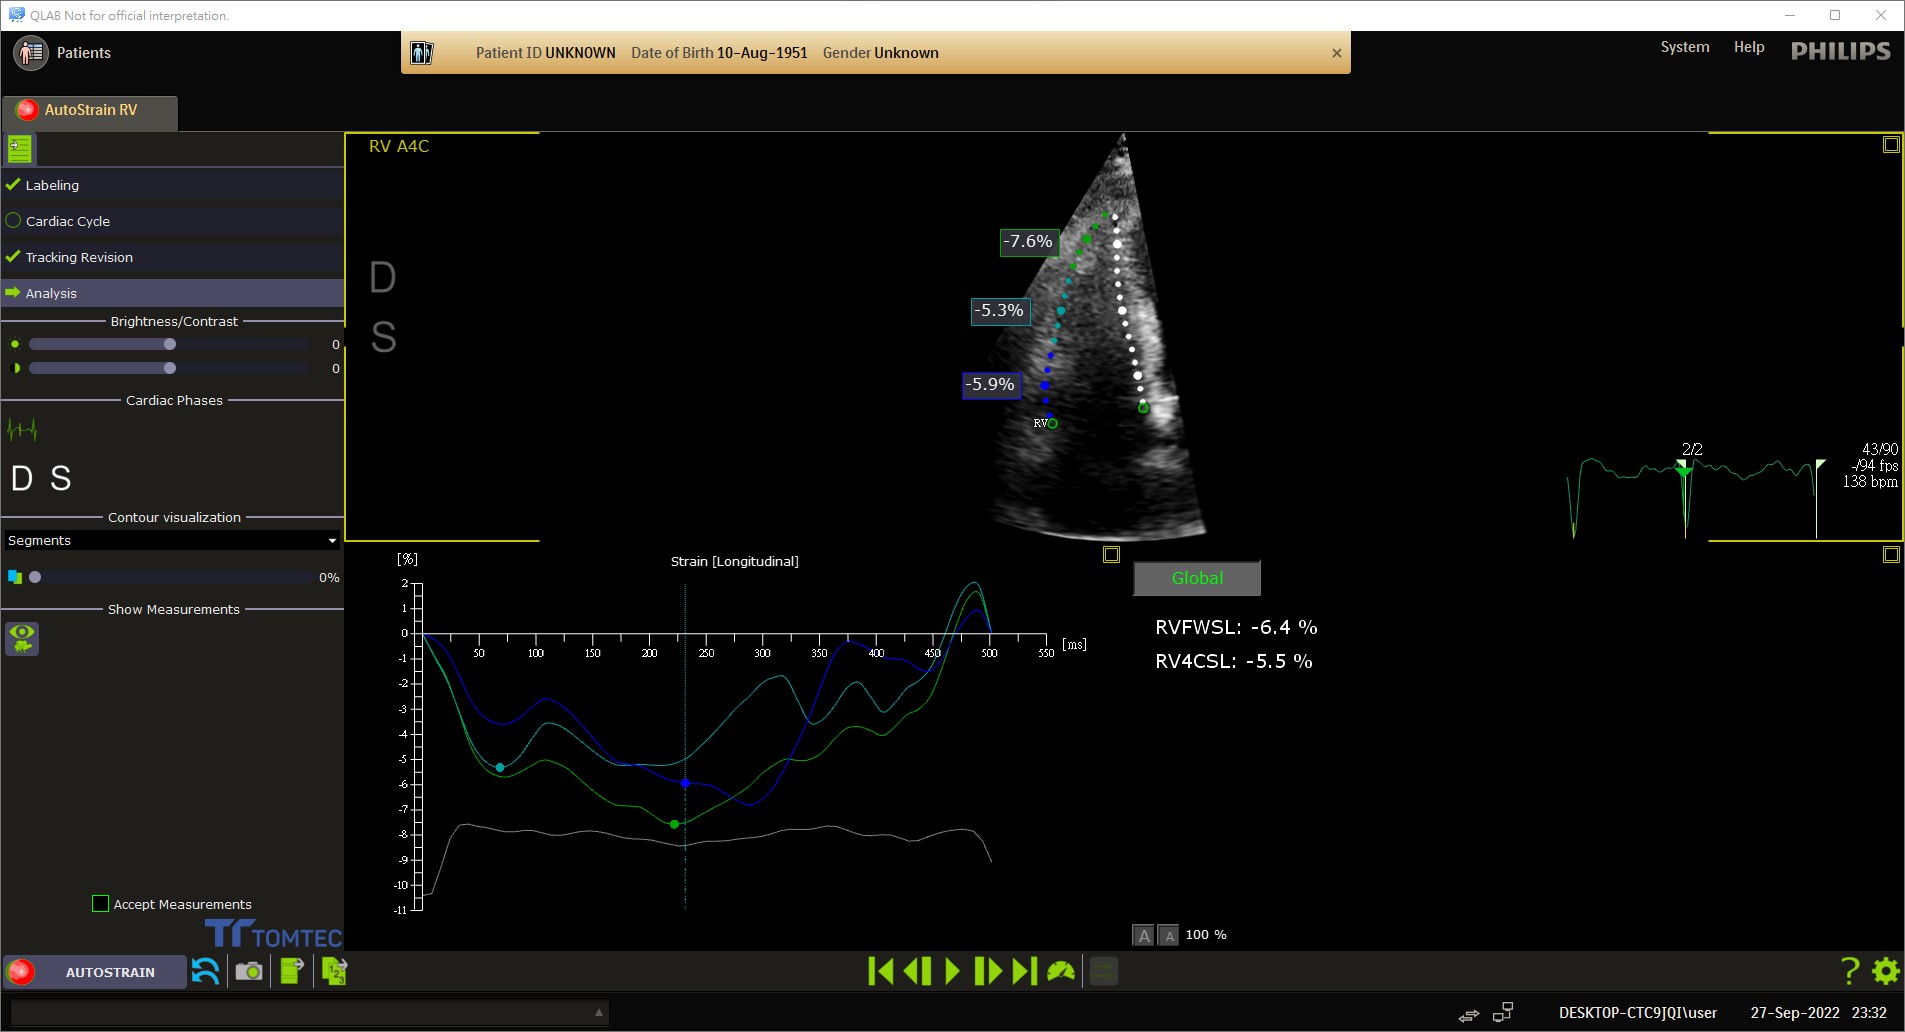 QLAB Not for official interpretation.
Patients
Patient ID UNKNOWN Date of Birth 10-Aug-1951 Gender Unknown
System Help PHILIPS
AutoStrain RV
Labeling
Cardiac Cycle
Tracking Revision
Analysis
Brightness/Contrast
0
0
Cardiac Phases
D S
Contour visualization
Segments
0%
Show Measurements
Accept Measurements
TOMTEC
RV A4C
D
S
-7.6%
-5.3%
-5.9%
RV
2/2
43/90
-/94 fps
138 bpm
[%]
Strain [Longitudinal]
2
1
0
-1
-2
-3
-4
-5
-6
-7
-8
-9
-10
-11
50 100 150 200 250 300 350 400 450 500 550 [ms]
Global
RVFWSL: -6.4 %
RV4CSL: -5.5 %
A A 100 %
AUTOSTRAIN
1 2 3
?
DESKTOP-CTC9JQI\user 27-Sep-2022 23:32